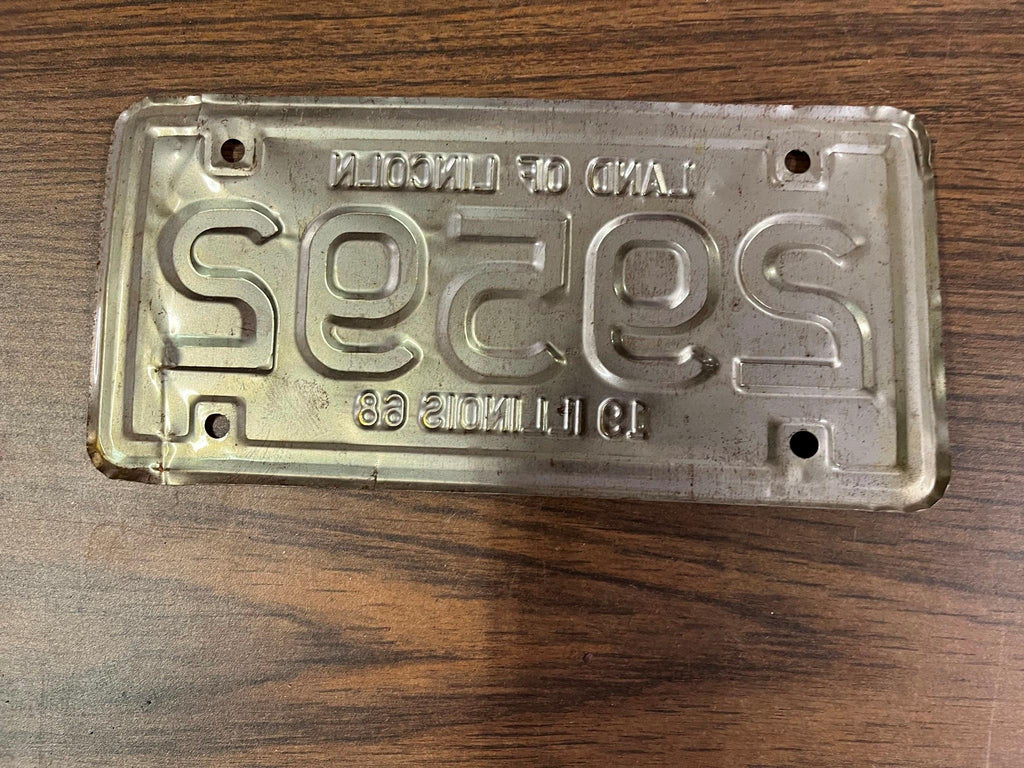 LAND OF LINCOLN
29592
19 ILLINOIS 68